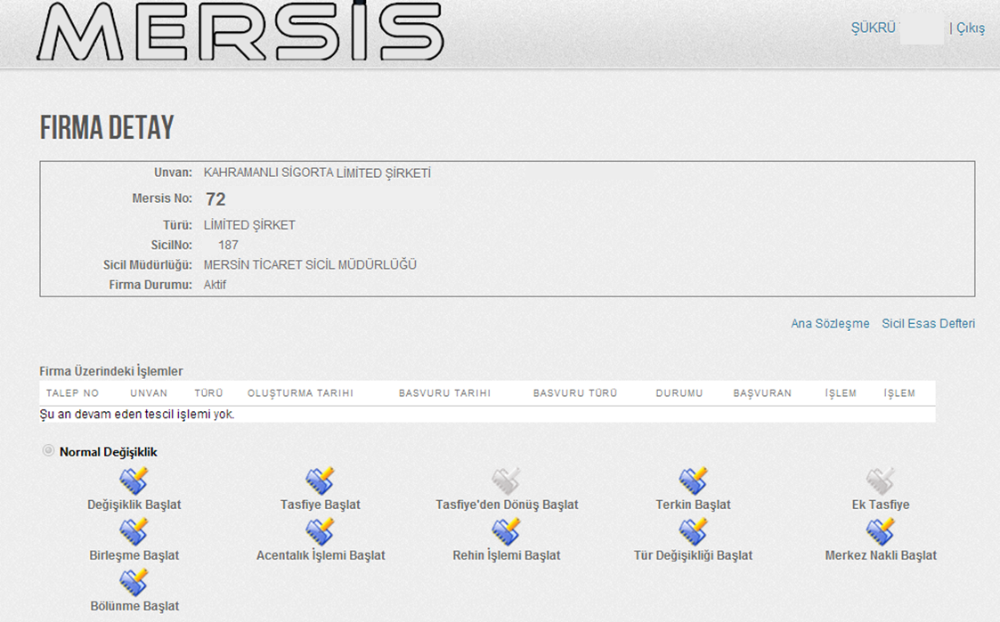 MERSİS
ŞÜKRÜ | Çıkış
FIRMA DETAY
Unvan: KAHRAMANLI SİGORTA LİMİTED ŞİRKETİ
Mersis No: 72
Türü: LİMİTED ŞİRKET
SicilNo: 187
Sicil Müdürlüğü: MERSİN TİCARET SİCİL MÜDÜRLÜĞÜ
Firma Durumu: Aktif
Ana Sözleşme Sicil Esas Defteri
Firma Üzerindeki İşlemler
TALEP NO UNVAN TÜRÜ OLUŞTURMA TARIHI BASVURU TARIHI BASVURU TÜRÜ DURUMU BAŞVURAN İŞLEM İŞLEM
Şu an devam eden tescil işlemi yok.
Normal Değişiklik
Değişiklik Başlat Tasfiye Başlat Tasfiye'den Dönüş Başlat Terkin Başlat Ek Tasfiye
Birleşme Başlat Acentalık İşlemi Başlat Rehin İşlemi Başlat Tür Değişikliği Başlat Merkez Nakli Başlat
Bölünme Başlat